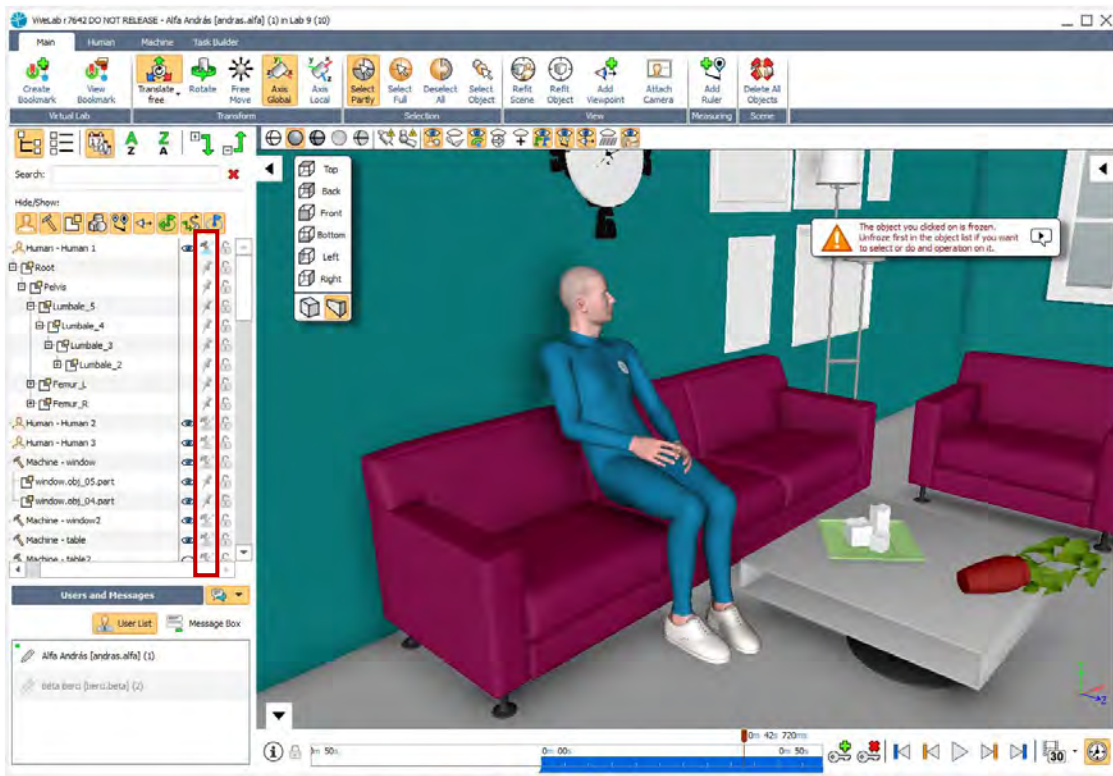 ViveLab r7642 DO NOT RELEASE - Alfa András [andras.alfa] (1) in Lab 9 (10)
Main Human Machine Task Builder
Create Bookmark
View Bookmark
Translate free
Rotate
Free Move
Axis Global
Axis Local
Select Partly
Select Full
Deselect All
Select Object
Refit Scene
Refit Object
Add Viewpoint
Attach Camera
Add Ruler
Delete All Objects
Virtual Lab Transform Selection View Measuring Scene
A Z
Z A
Search:
Hide/Show:
Human - Human 1
Root
Pelvis
Lumbale_5
Lumbale_4
Lumbale_3
Lumbale_2
Femur_L
Femur_R
Human - Human 2
Human - Human 3
Machine - window
window.obj_05.part
window.obj_04.part
Machine - window2
Machine - table
Machine - table2
Top
Back
Front
Bottom
Left
Right
The object you clicked on is frozen.
Unfroze first in the object list if you want
to select or do and operation on it.
Users and Messages
User List Message Box
Alfa András [andras.alfa] (1)
Béta Béró [bero.beta] (2)
Z
0m 42s 720ms
0m 00s
0m 50s
30